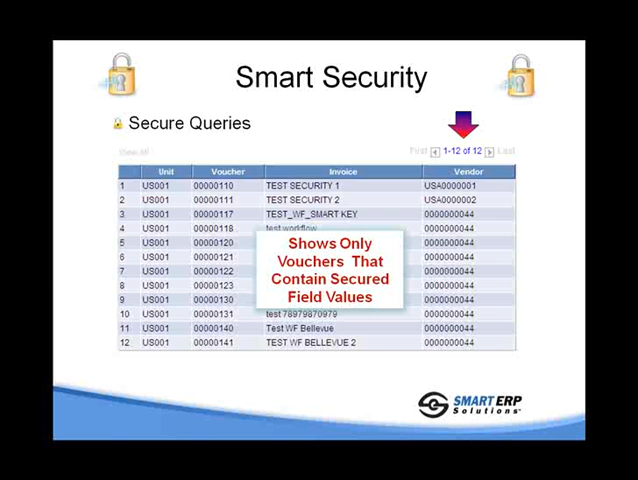 Smart Security
Secure Queries
View All
First 1-12 of 12 Last
Unit Voucher Invoice Vendor
1 US001 00000110 TEST SECURITY 1 USA0000001
2 US001 00000111 TEST SECURITY 2 USA0000002
3 US001 00000117 TEST_WF_SMART KEY 0000000044
4 US001 00000118 test workflow 0000000044
5 US001 00000120 0000000044
6 US001 00000121 0000000044
7 US001 00000122 0000000044
8 US001 00000123 0000000044
9 US001 00000130 0000000044
10 US001 00000131 test 78979870979 0000000044
11 US001 00000140 Test WF Bellevue 0000000044
12 US001 00000141 TEST WF BELLEVUE 2 0000000044
Shows Only
Vouchers That
Contain Secured
Field Values
SMART ERP
Solutions